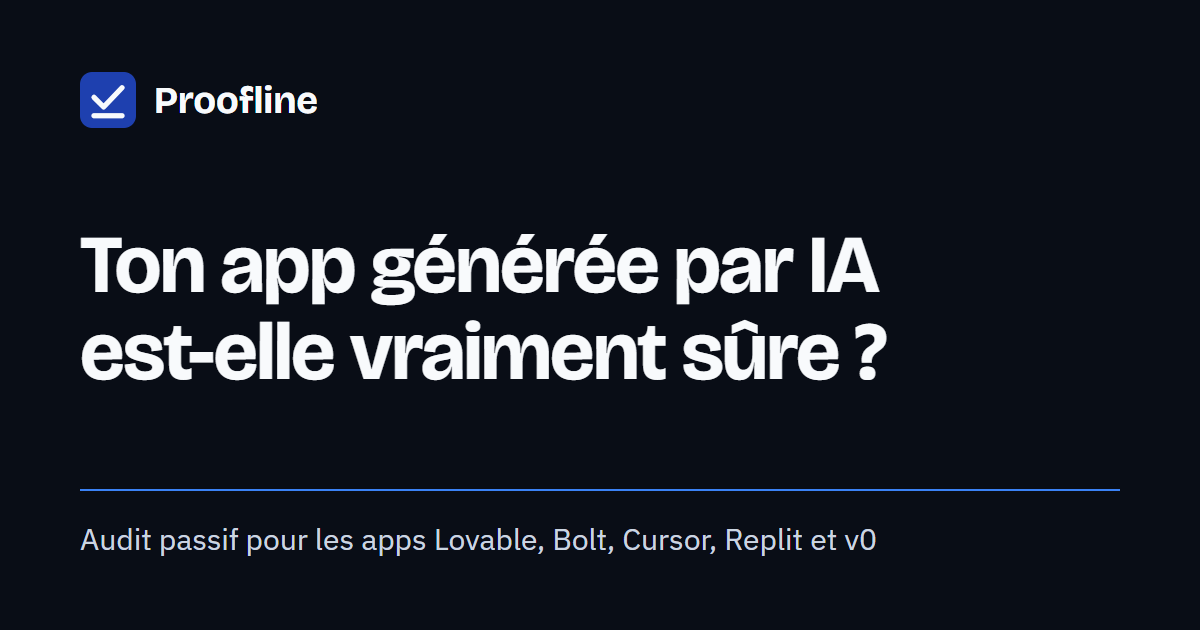 Proofline
Ton app générée par IA
est-elle vraiment sûre ?
Audit passif pour les apps Lovable, Bolt, Cursor, Replit et v0